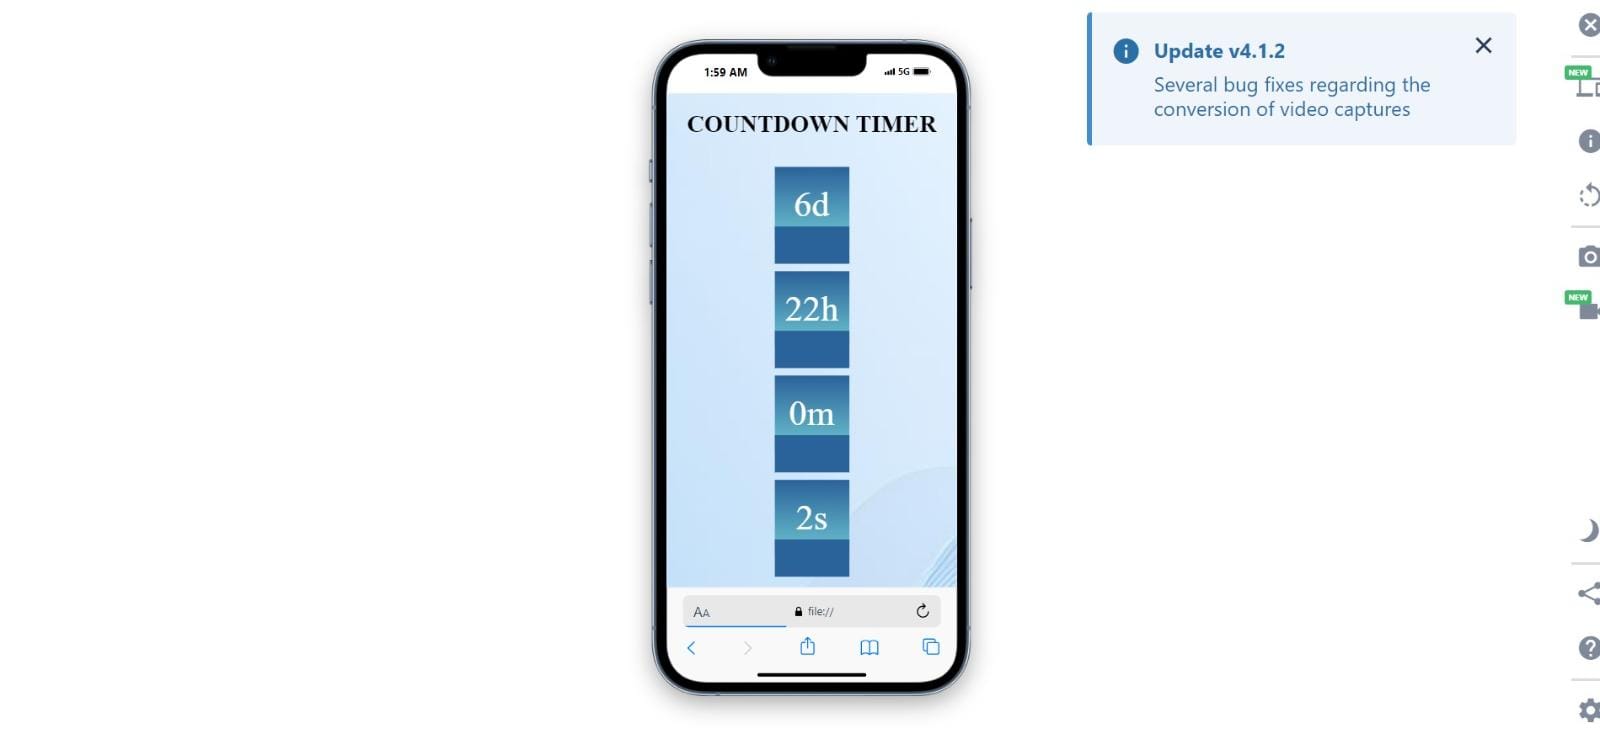 1:59 AM
5G
COUNTDOWN TIMER
6d
22h
0m
2s
AA
file://
Update v4.1.2
Several bug fixes regarding the
conversion of video captures
NEW
NEW